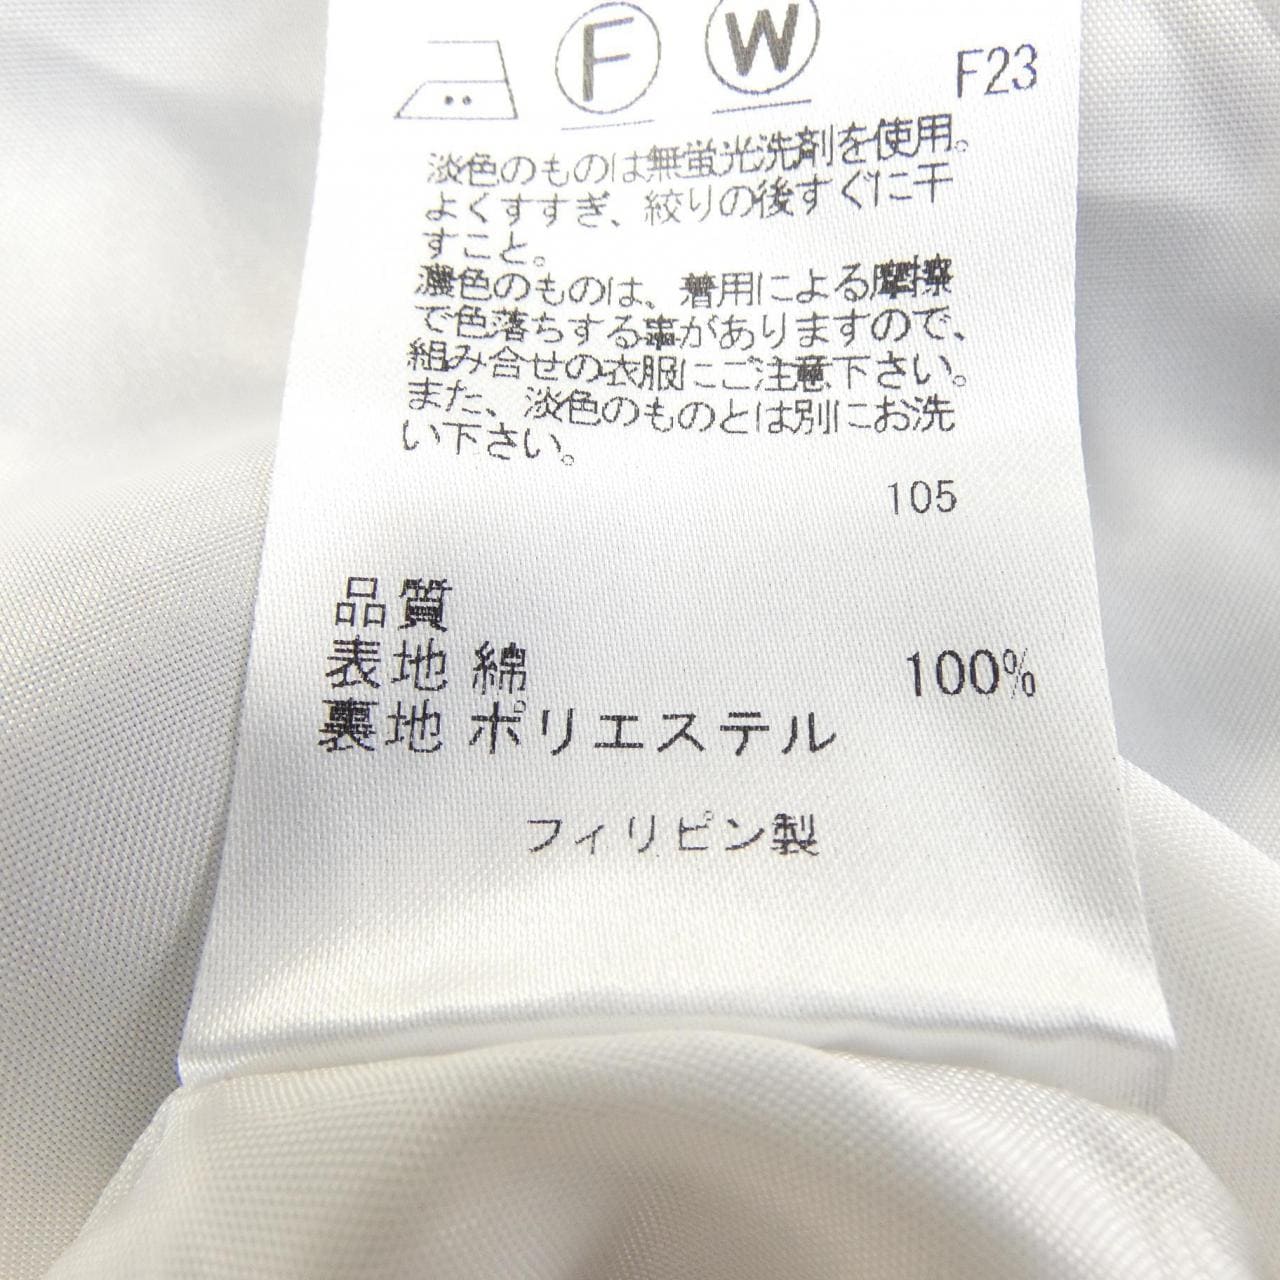 F W
F23
淡色のものは無蛍光洗剤を使用。
よくすすぎ、絞りの後すぐに干
すこと。
濃色のものは、着用による摩擦
で色落ちする事がありますので、
組み合せの衣服にご注意下さい。
また、淡色のものとは別にお洗
い下さい。
105
品質
表地 綿 100%
裏地 ポリエステル
フィリピン製